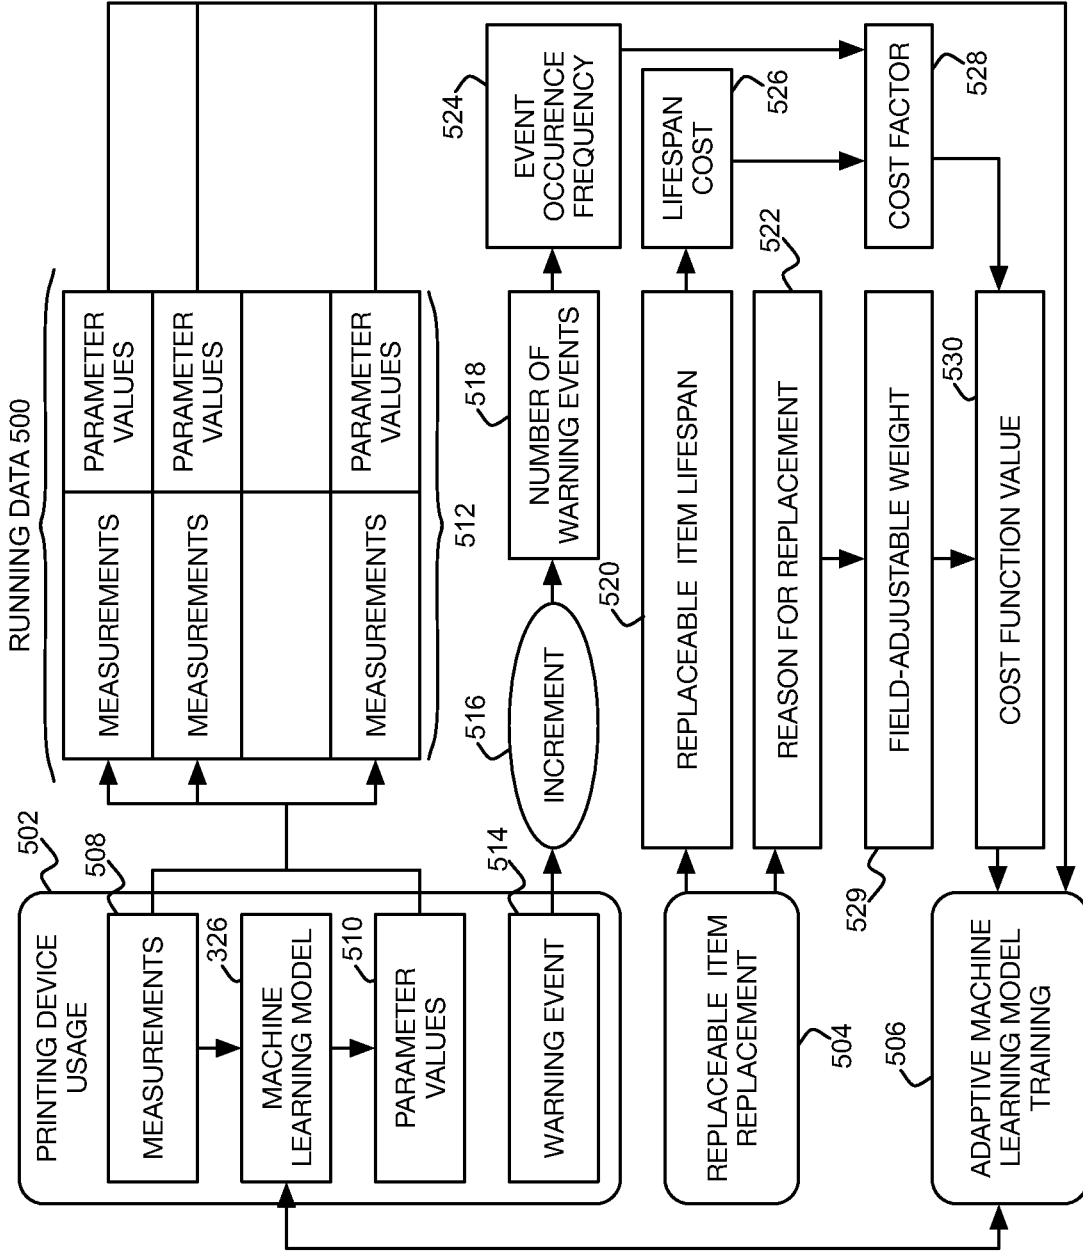 RUNNING DATA 500
502
PRINTING DEVICE
USAGE
508
MEASUREMENTS
326
MACHINE
LEARNING MODEL
510
PARAMETER
VALUES
514
WARNING EVENT
MEASUREMENTS
PARAMETER
VALUES
MEASUREMENTS
PARAMETER
VALUES
MEASUREMENTS
PARAMETER
VALUES
512
516
INCREMENT
518
NUMBER OF
WARNING EVENTS
524
EVENT
OCCURENCE
FREQUENCY
504
REPLACEABLE ITEM
REPLACEMENT
520
REPLACEABLE ITEM LIFESPAN
LIFESPAN
COST
526
522
REASON FOR REPLACEMENT
529
FIELD-ADJUSTABLE WEIGHT
COST FACTOR
528
530
COST FUNCTION VALUE
506
ADAPTIVE MACHINE
LEARNING MODEL
TRAINING